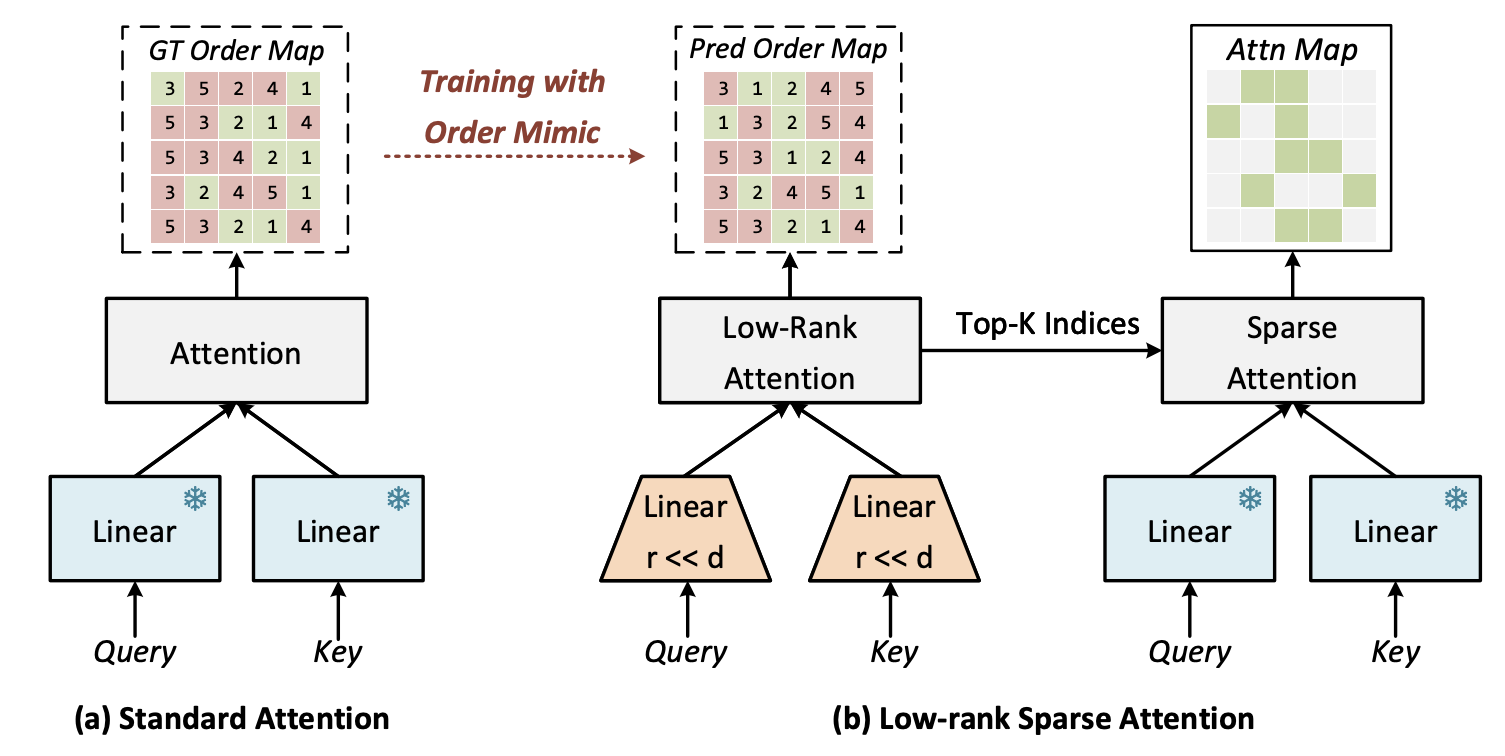 GT Order Map
3 5 2 4 1
5 3 2 1 4
5 3 4 2 1
3 2 4 5 1
5 3 2 1 4
Training with
Order Mimic
Pred Order Map
3 1 2 4 5
1 3 2 5 4
5 3 1 2 4
3 2 4 5 1
5 3 2 1 4
Attn Map
Attention
Low-Rank
Attention
Top-K Indices
Sparse
Attention
Linear
Linear
Linear
r << d
Linear
r << d
Linear
Linear
Query
Key
Query
Key
Query
Key
(a) Standard Attention
(b) Low-rank Sparse Attention